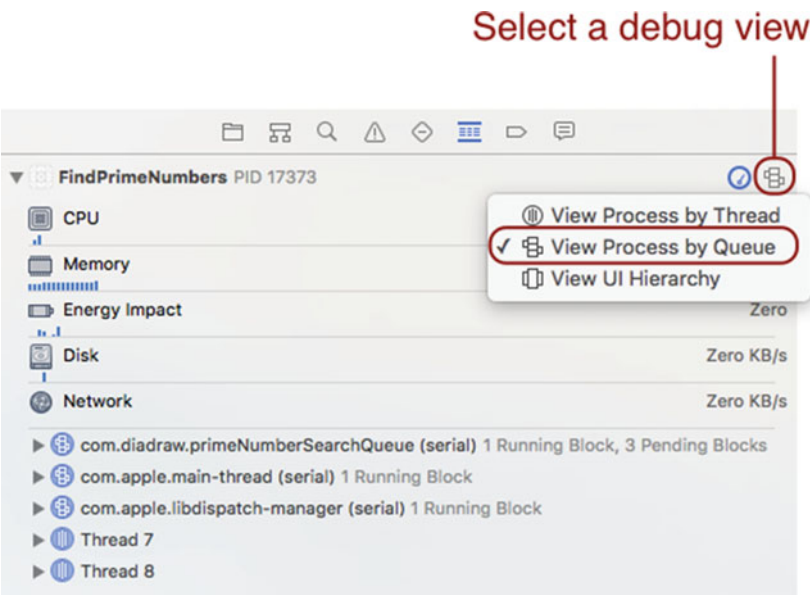 Select a debug view
FindPrimeNumbers PID 17373
CPU
View Process by Thread
✓ View Process by Queue
Memory
View UI Hierarchy
Energy Impact Zero
Disk Zero KB/s
Network Zero KB/s
com.diadraw.primeNumberSearchQueue (serial) 1 Running Block, 3 Pending Blocks
com.apple.main-thread (serial) 1 Running Block
com.apple.libdispatch-manager (serial) 1 Running Block
Thread 7
Thread 8